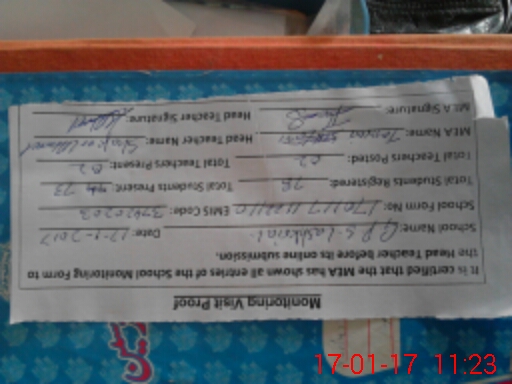 Monitoring Visit Proof
It is certified that the MEA has shown all entries of the School Monitoring Form to
the Head Teacher before its online submission.
School Name: G.P.S. Lashkrial Date: 17-1-2017
School Form No: EMIS Code: 37420203
Total Students Registered: 78 Total Students Present: 73
Total Teachers Posted: 02 Total Teachers Present: 02
MEA Name: Head Teacher Name:
MEA Signature: Head Teacher Signature:
17-01-17 11:23